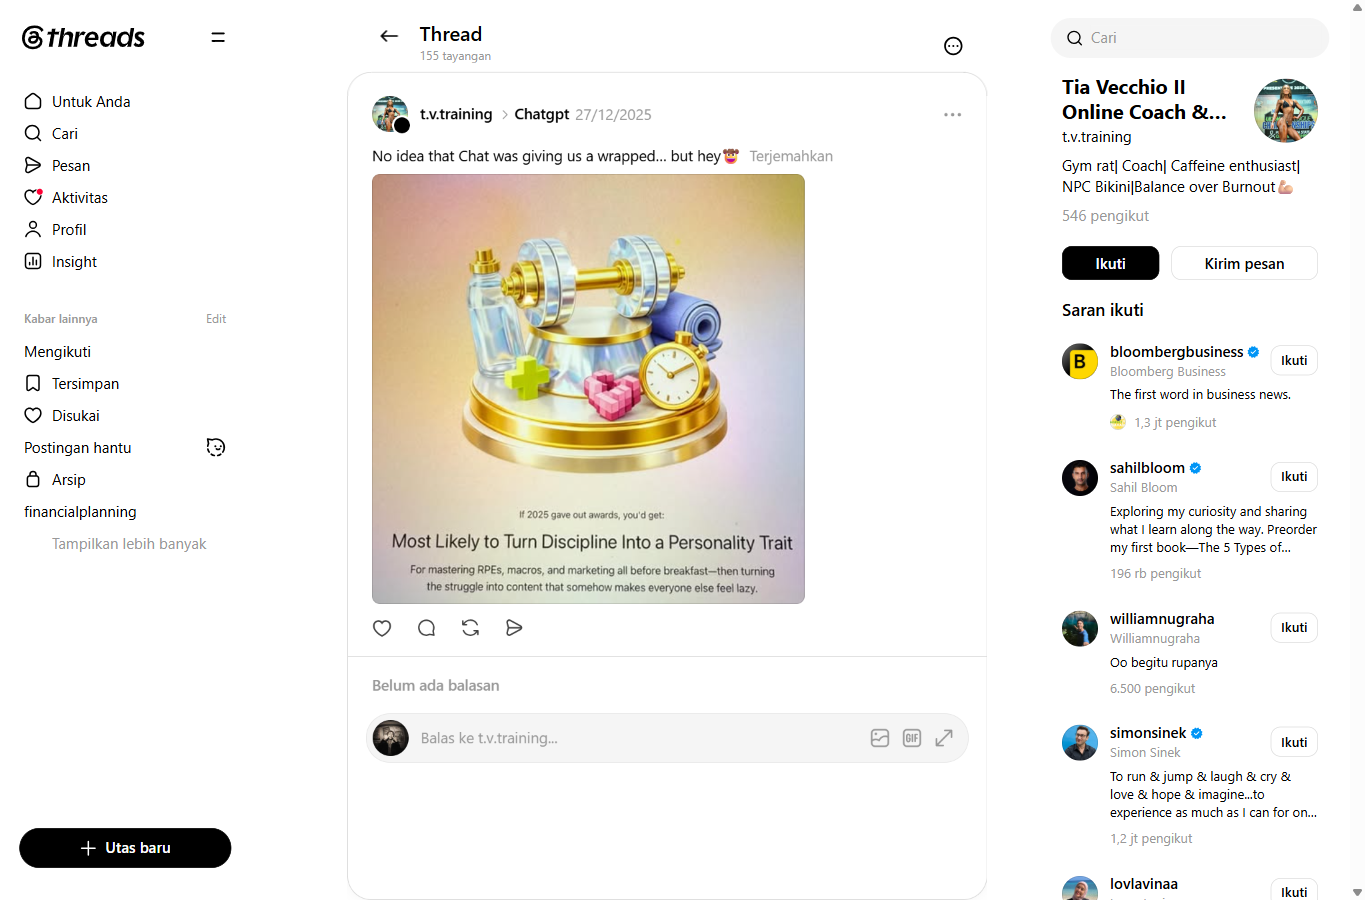 threads
Untuk Anda
Cari
Pesan
Aktivitas
Profil
Insight
Kabar lainnya
Edit
Mengikuti
Tersimpan
Disukai
Postingan hantu
Arsip
financialplanning
Tampilkan lebih banyak
Utas baru
Thread
155 tayangan
t.v.training > Chatgpt 27/12/2025
No idea that Chat was giving us a wrapped... but hey🤠 Terjemahkan
If 2025 gave out awards, you'd get:
Most Likely to Turn Discipline Into a Personality Trait
For mastering RPEs, macros, and marketing all before breakfast—then turning
the struggle into content that somehow makes everyone else feel lazy.
Belum ada balasan
Balas ke t.v.training...
GIF
Cari
Tia Vecchio II
Online Coach &...
t.v.training
Gym rat| Coach| Caffeine enthusiast|
NPC Bikini|Balance over Burnout💪🏼
546 pengikut
Ikuti
Kirim pesan
Saran ikuti
B
bloombergbusiness
Bloomberg Business
Ikuti
The first word in business news.
1,3 jt pengikut
sahilbloom
Sahil Bloom
Ikuti
Exploring my curiosity and sharing
what I learn along the way. Preorder
my first book—The 5 Types of...
196 rb pengikut
williamnugraha
Williamnugraha
Ikuti
Oo begitu rupanya
6.500 pengikut
simonsinek
Simon Sinek
Ikuti
To run & jump & laugh & cry &
love & hope & imagine...to
experience as much as I can for on...
1,2 jt pengikut
lovlavinaa
Ikuti